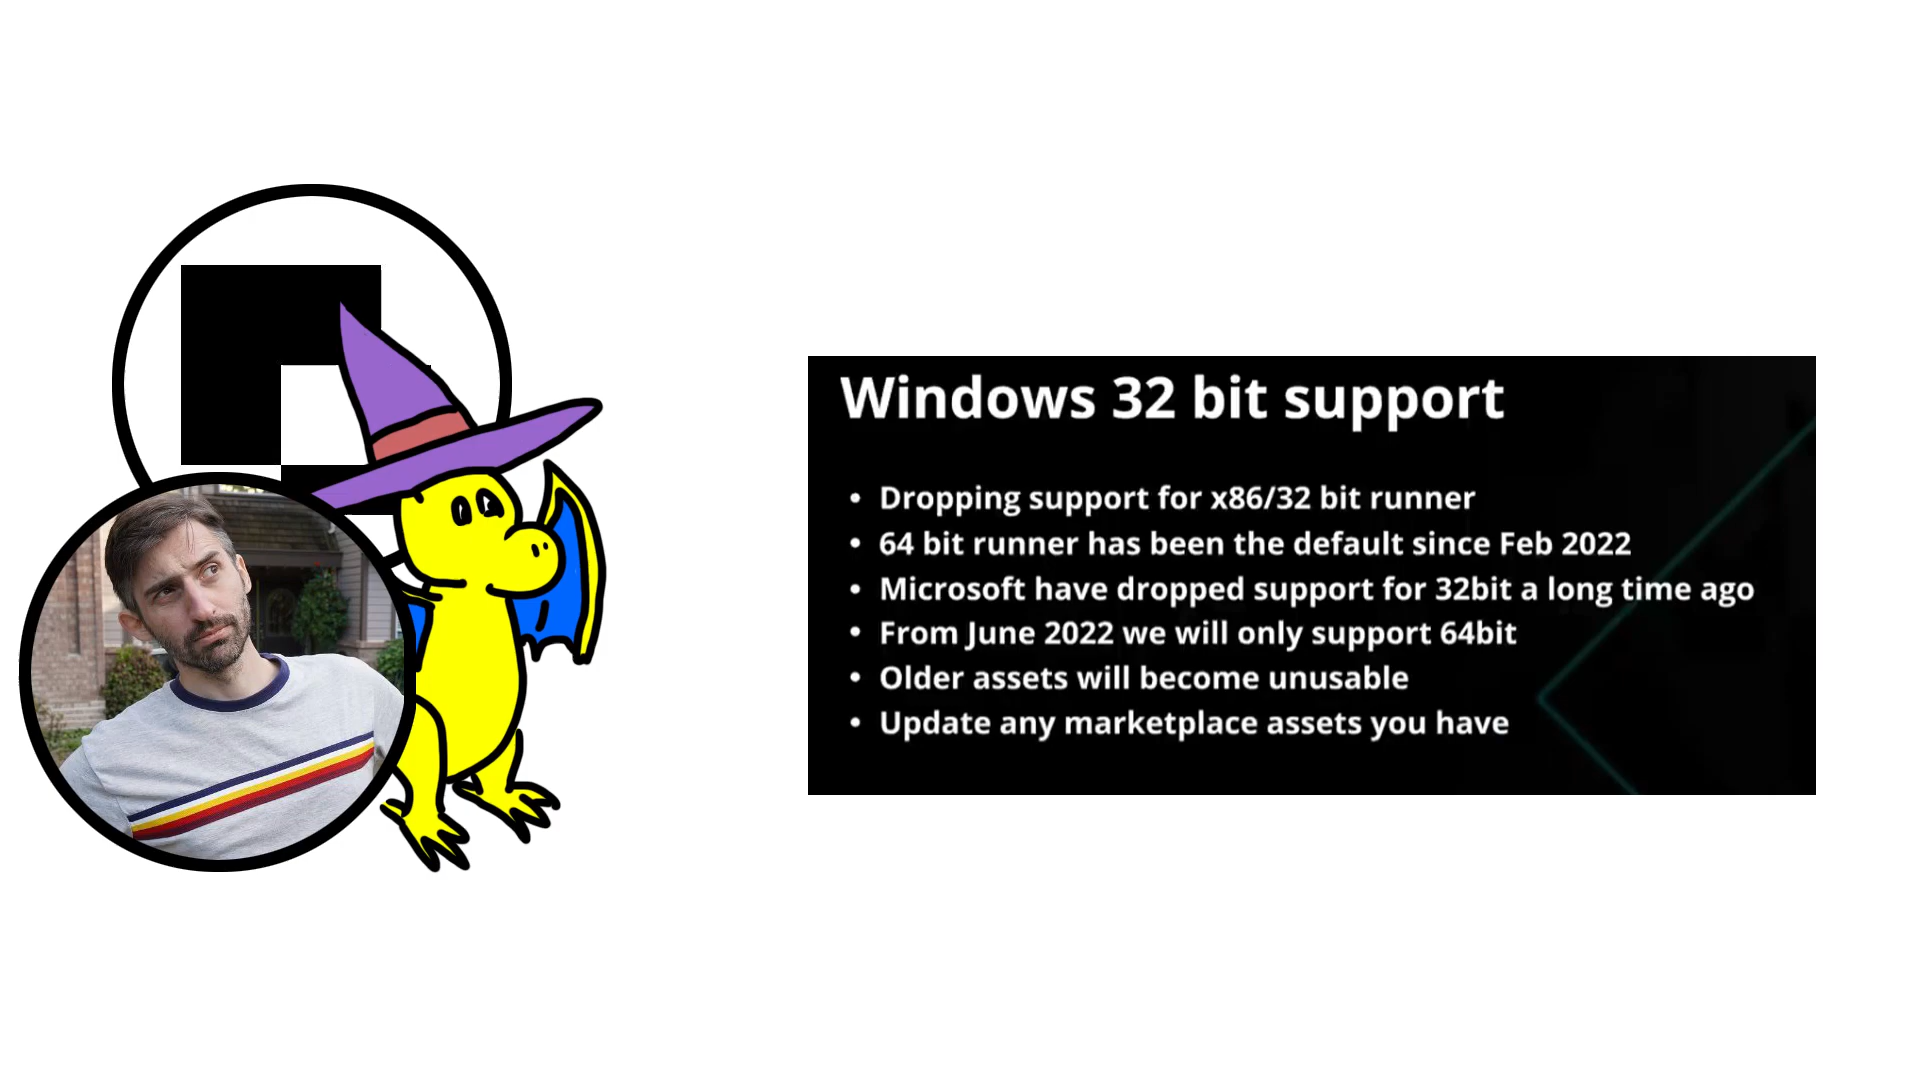 Windows 32 bit support
• Dropping support for x86/32 bit runner
• 64 bit runner has been the default since Feb 2022
• Microsoft have dropped support for 32bit a long time ago
• From June 2022 we will only support 64bit
• Older assets will become unusable
• Update any marketplace assets you have